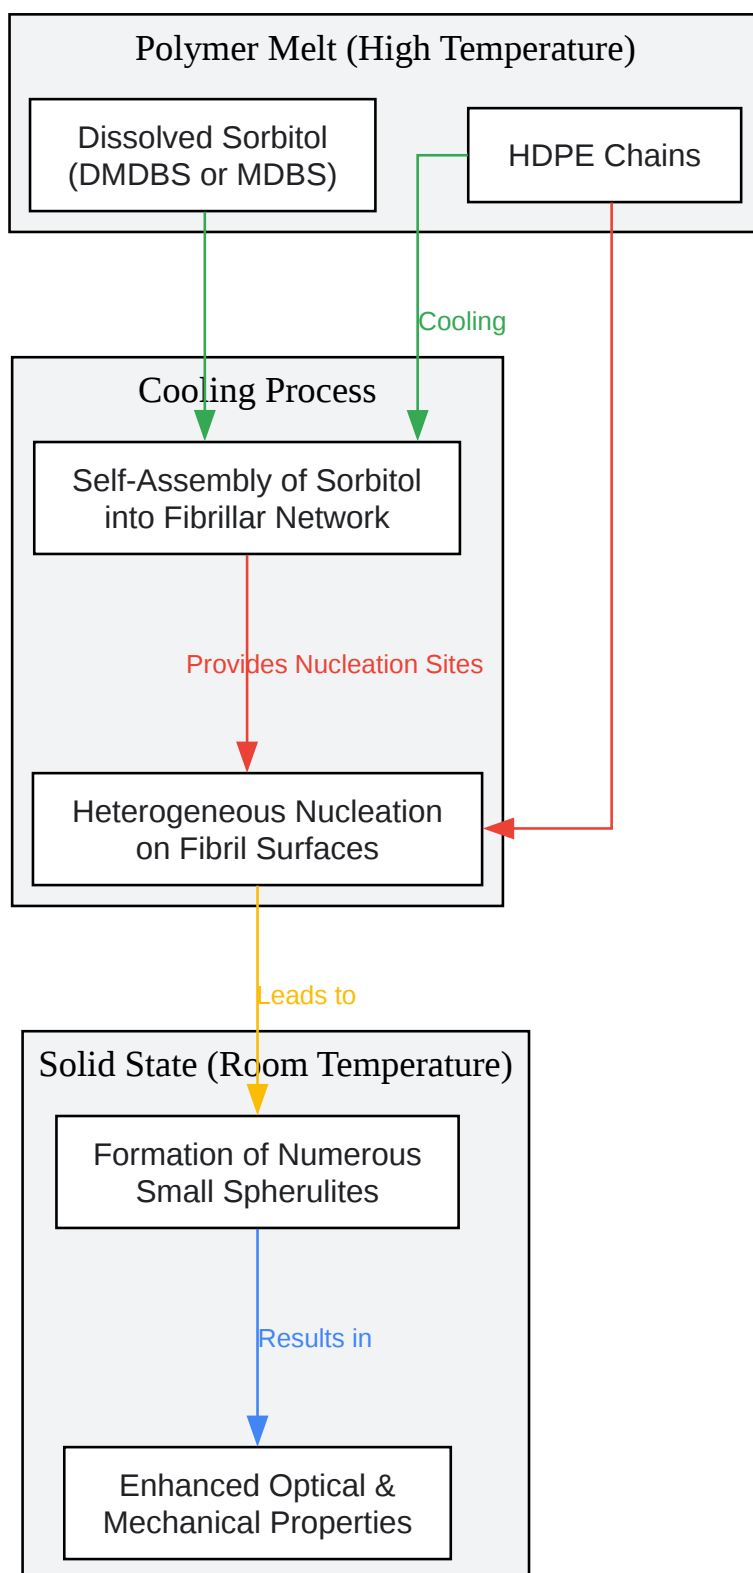 Polymer Melt (High Temperature)
Dissolved Sorbitol
(DMDBS or MDBS)
HDPE Chains
Cooling
Cooling Process
Self-Assembly of Sorbitol
into Fibrillar Network
Provides Nucleation Sites
Heterogeneous Nucleation
on Fibril Surfaces
Leads to
Solid State (Room Temperature)
Formation of Numerous
Small Spherulites
Results in
Enhanced Optical &
Mechanical Properties